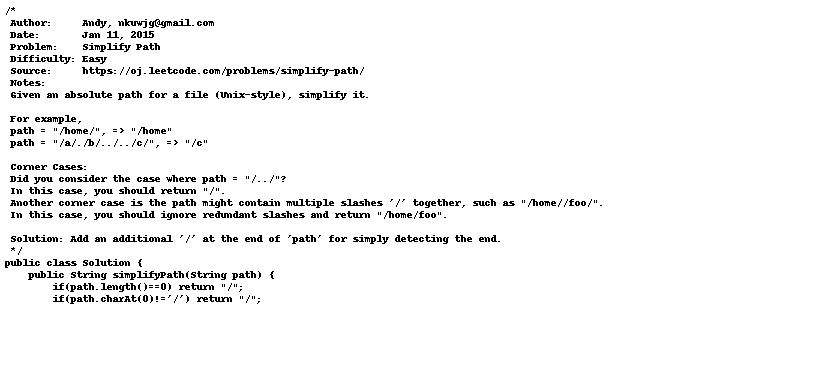 /*
Author: Andy, nkuwjg@gmail.com
Date: Jan 11, 2015
Problem: Simplify Path
Difficulty: Easy
Source: https://oj.leetcode.com/problems/simplify-path/
Notes:
Given an absolute path for a file (Unix-style), simplify it.
For example,
path = "/home/", => "/home"
path = "/a/./b/../../c/", => "/c"
Corner Cases:
Did you consider the case where path = "/../"?
In this case, you should return "/".
Another corner case is the path might contain multiple slashes '/' together, such as "/home//foo/".
In this case, you should ignore redundant slashes and return "/home/foo".
Solution: Add an additional '/' at the end of 'path' for simply detecting the end.
*/
public class Solution {
public String simplifyPath(String path) {
if(path.length()==0) return "/";
if(path.charAt(0)!='/') return "/";